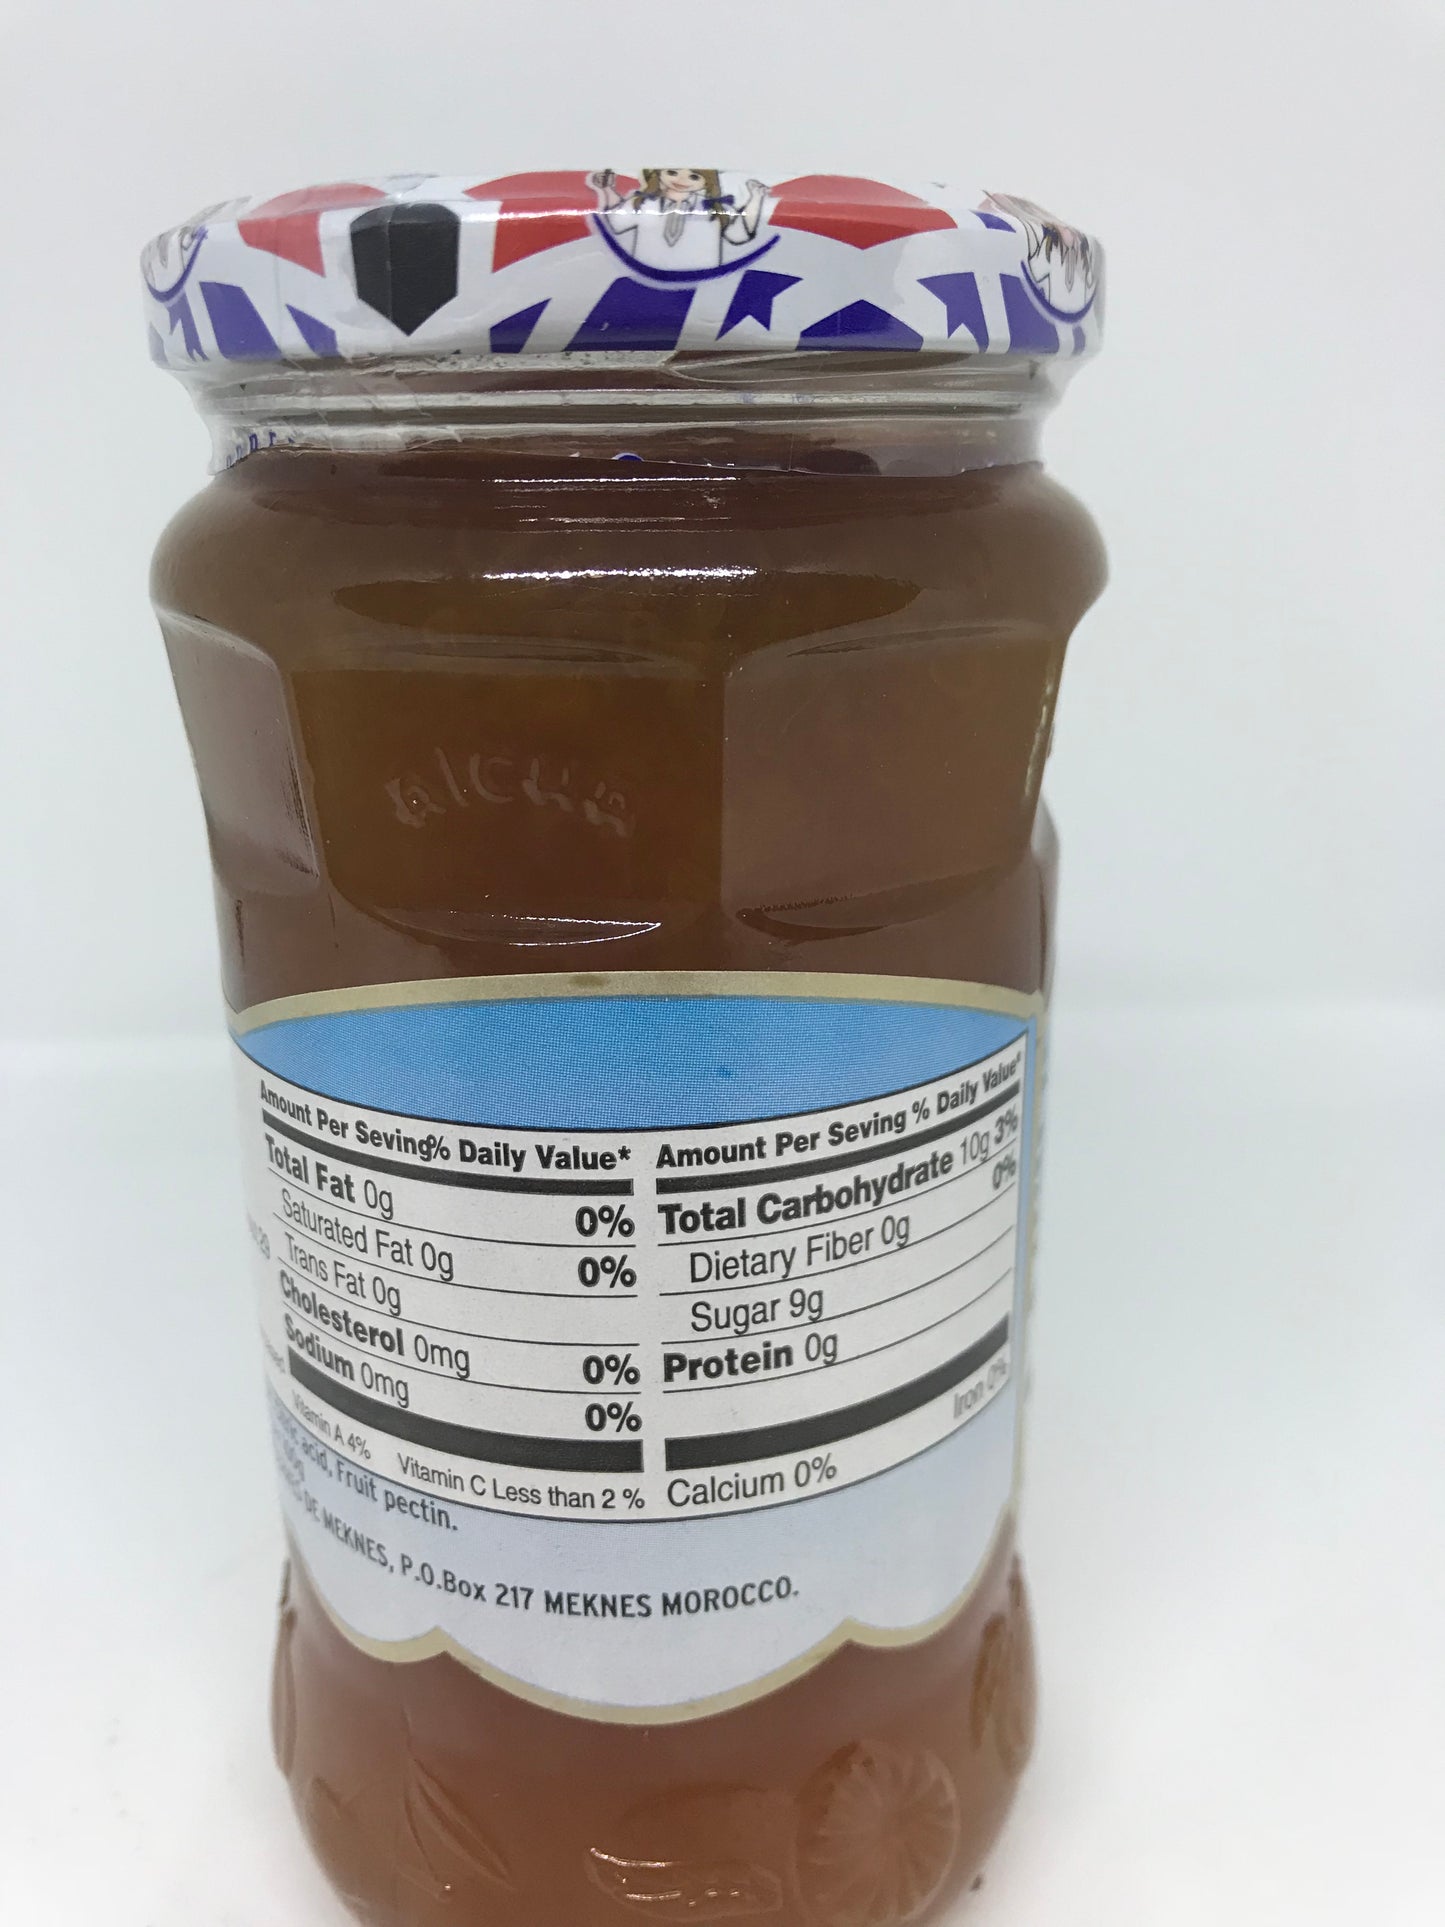 AICHA
Amount Per Seving % Daily Value*
Total Fat 0g 0%
Saturated Fat 0g 0%
Trans Fat 0g
Cholesterol 0mg 0%
Sodium 0mg 0%
Vitamin A 4% Vitamin C Less than 2 %
Amount Per Seving % Daily Value*
Total Carbohydrate 10g 3%
Dietary Fiber 0g 0%
Sugar 9g
Protein 0g
Calcium 0% Iron 0%
acid, Fruit pectin.
DE MEKNES, P.O.Box 217 MEKNES MOROCCO.